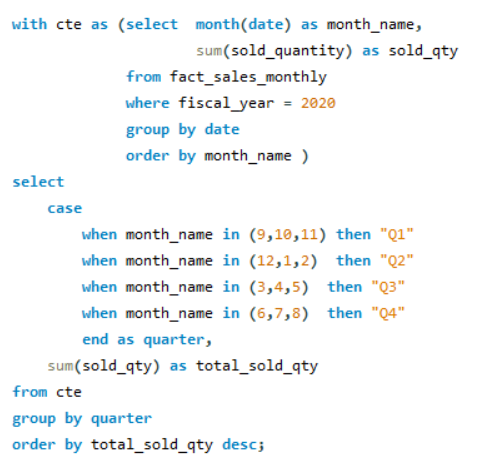 with cte as (select  month(date) as month_name,
sum(sold_quantity) as sold_qty
from fact_sales_monthly
where fiscal_year = 2020
group by date
order by month_name )
select
case
when month_name in (9,10,11) then "Q1"
when month_name in (12,1,2)  then "Q2"
when month_name in (3,4,5)  then "Q3"
when month_name in (6,7,8)  then "Q4"
end as quarter,
sum(sold_qty) as total_sold_qty
from cte
group by quarter
order by total_sold_qty desc;